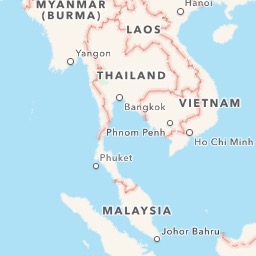 MYANMAR
(BURMA)
Hanoi
LAOS
Yangon
THAILAND
Bangkok
VIETNAM
Phnom Penh
Ho Chi Minh
Phuket
MALAYSIA
Johor Bahru